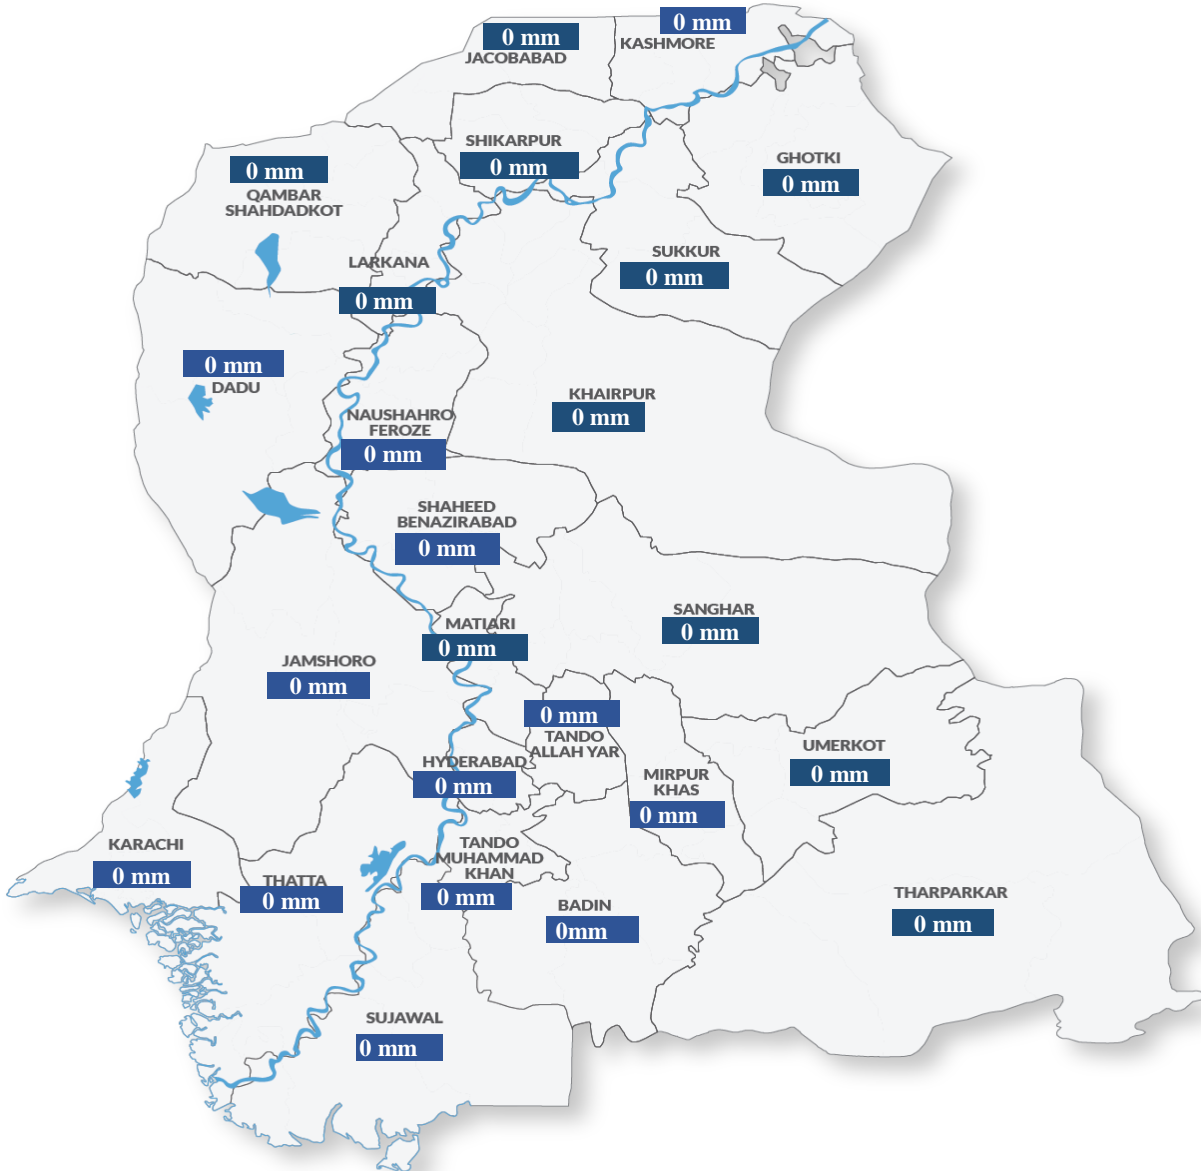 0 mm
JACOBABAD
0 mm
KASHMORE
SHIKARPUR
0 mm
GHOTKI
0 mm
0 mm
QAMBAR
SHAHDADKOT
LARKANA
0 mm
SUKKUR
0 mm
0 mm
DADU
KHAIRPUR
0 mm
NAUSHAHRO
FEROZE
0 mm
SHAHEED
BENAZIRABAD
0 mm
SANGHAR
0 mm
MATIARI
0 mm
JAMSHORO
0 mm
0 mm
TANDO
ALLAH YAR
UMERKOT
0 mm
HYDERABAD
0 mm
MIRPUR
KHAS
0 mm
KARACHI
0 mm
THATTA
0 mm
TANDO
MUHAMMAD
KHAN
0 mm
BADIN
0mm
THARPARKAR
0 mm
SUJAWAL
0 mm